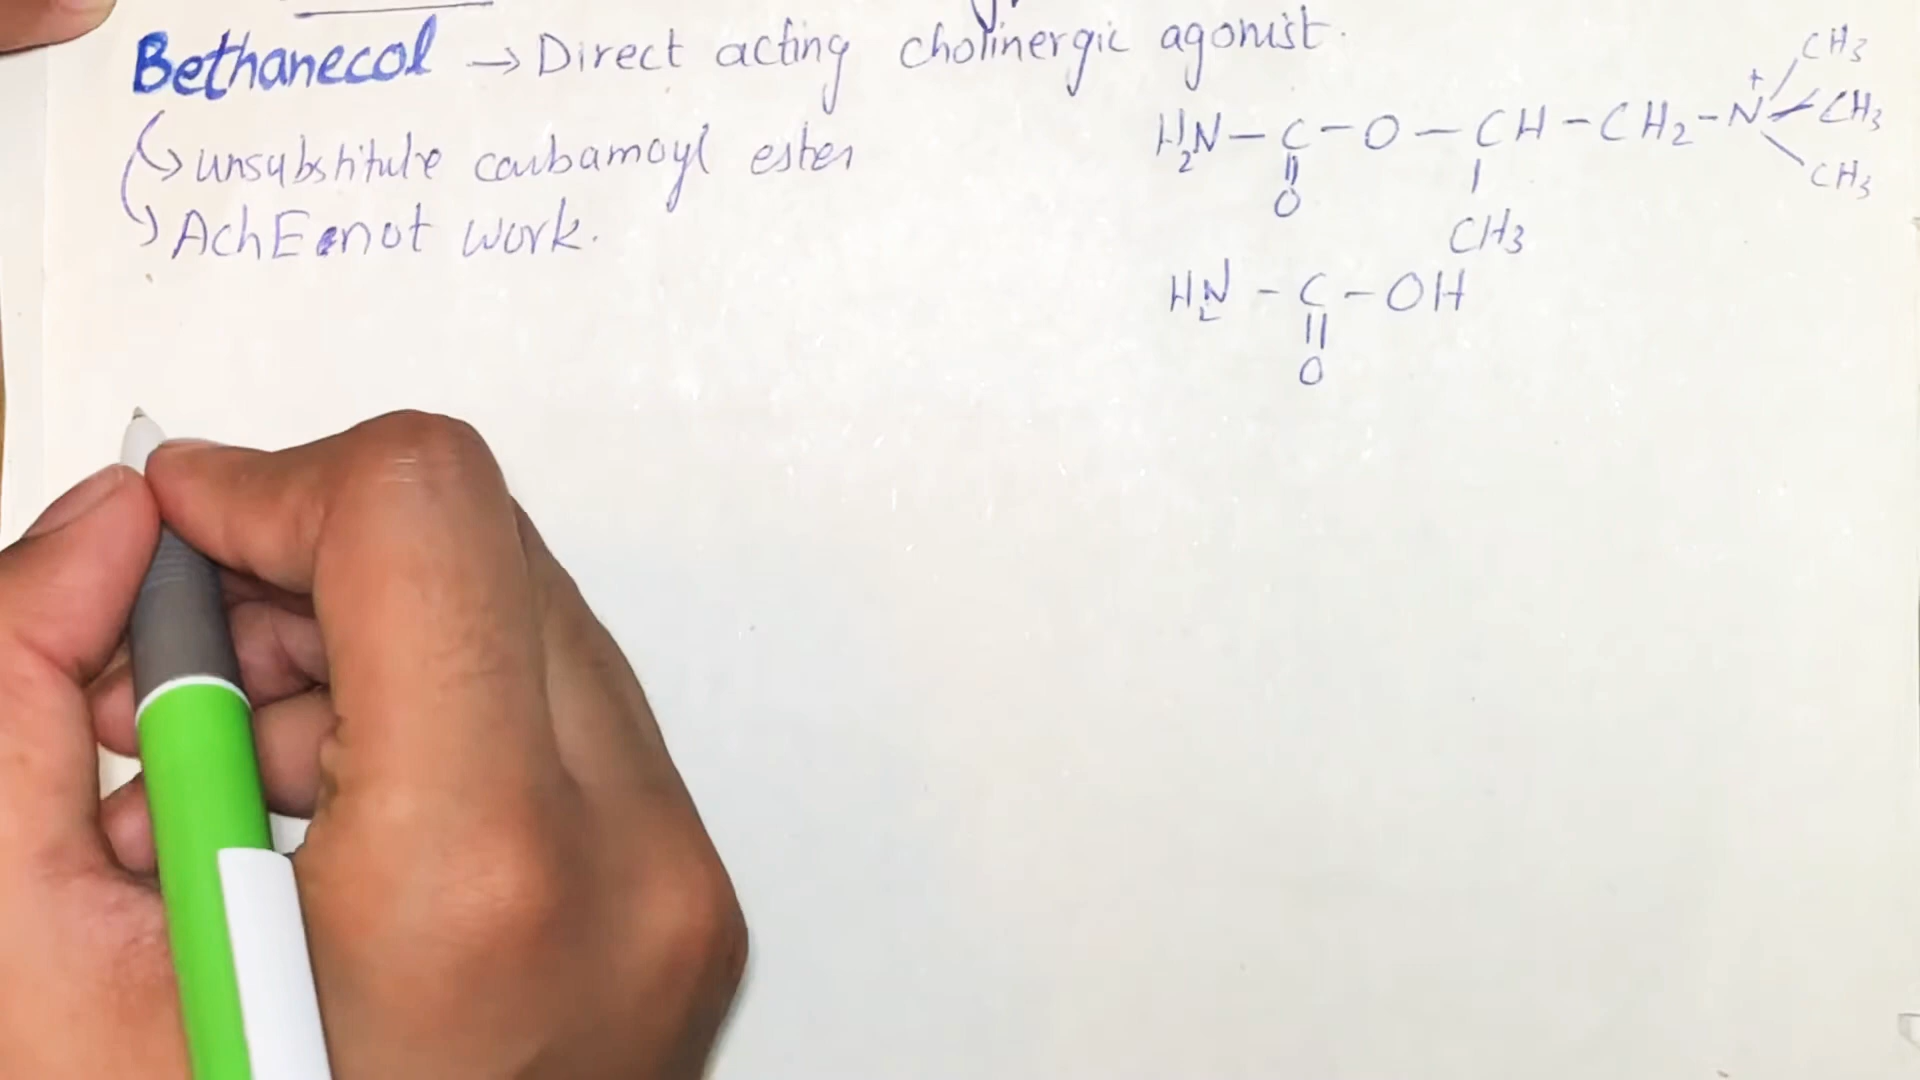 Bethanecol → Direct acting cholinergic agonist.
↳ unsubstitute carbamoyl ester
↳ AchE not work.
H₂N – C – O – CH – CH₂ – N⁺
CH₃
CH₃
CH₃
O
CH₃
H₂N – C – OH
O